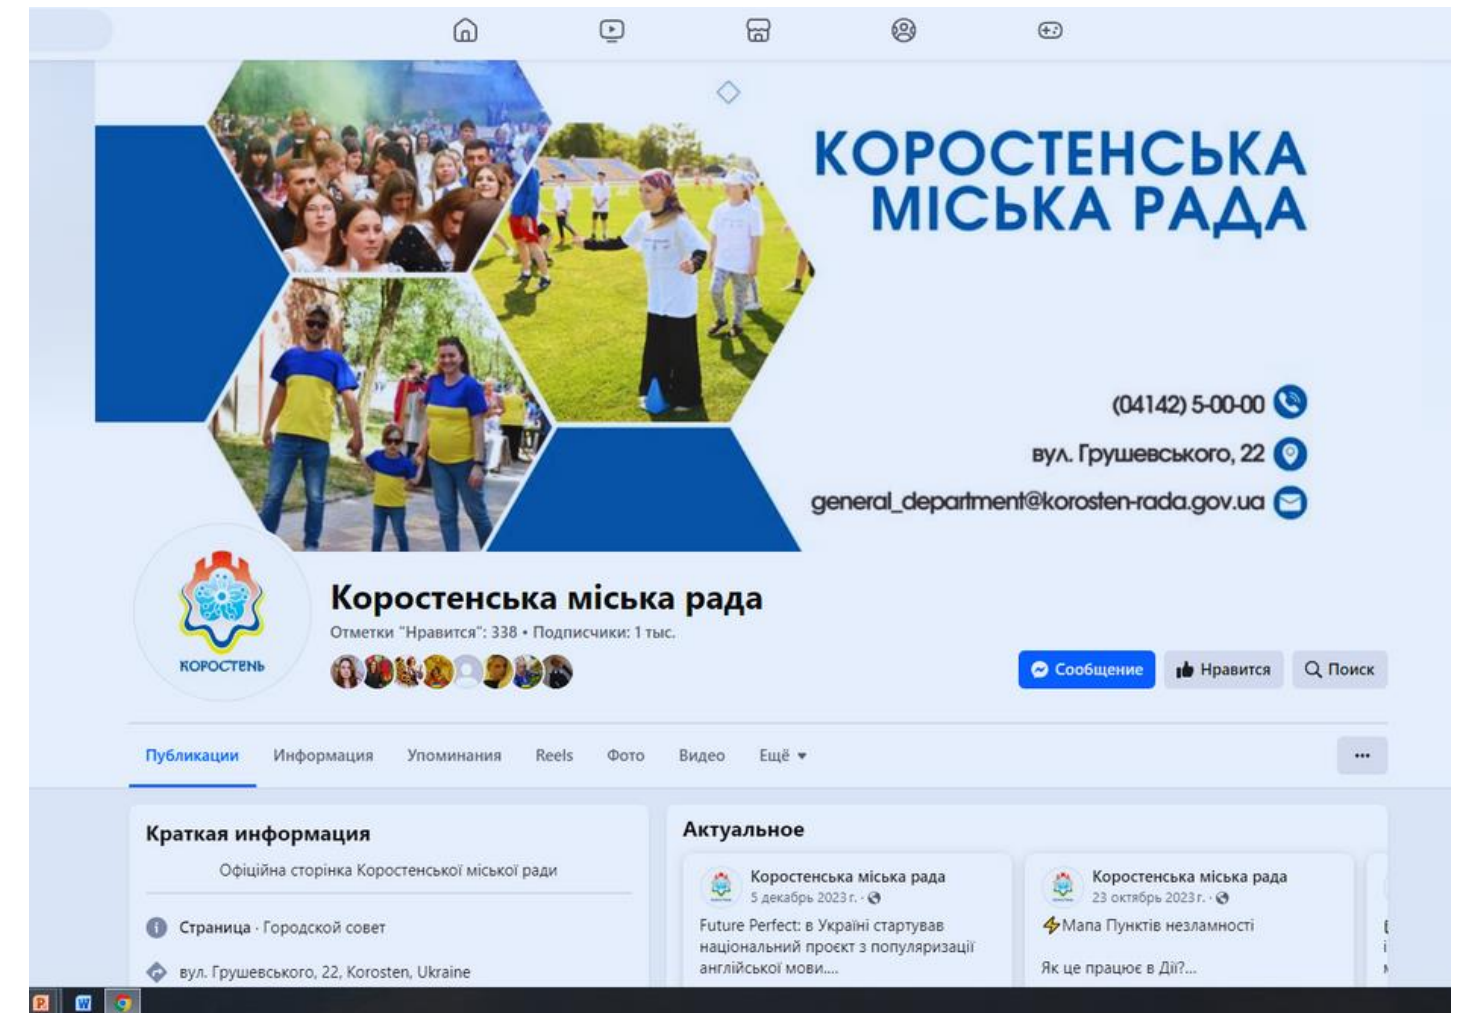 КОРОСТЕНСЬКА
МІСЬКА РАДА
(04142) 5-00-00
вул. Грушевського, 22
general_department@korosten-rada.gov.ua
КОРОСТЕНЬ
Коростенська міська рада
Отметки "Нравится": 338 • Подписчики: 1 тыс.
Сообщение
Нравится
Поиск
Публикации Информация Упоминания Reels Фото Видео Ещё
Краткая информация
Офіційна сторінка Коростенської міської ради
Страница · Городской совет
вул. Грушевського, 22, Korosten, Ukraine
Актуальное
Коростенська міська рада
5 декабрь 2023 г. ·
Future Perfect: в Україні стартував
національний проєкт з популяризації
англійської мови....
Коростенська міська рада
23 октябрь 2023 г. ·
⚡Мапа Пунктів незламності
Як це працює в Дії?...